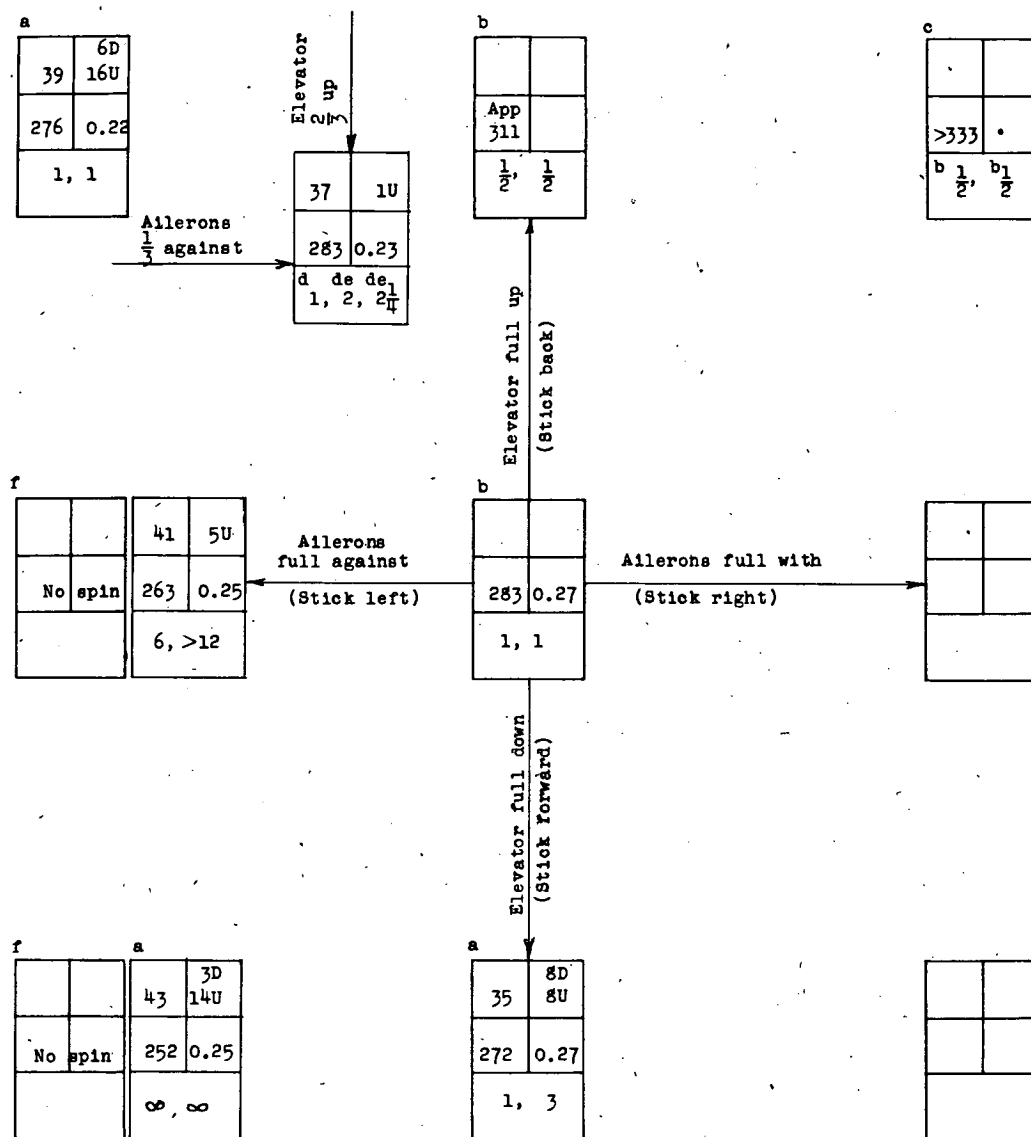 a
6D
39 16U
276 0.22
1, 1
Elevator
2/3 up
b
App
311
1/2, 1/2
c
>333
b 1/2, b 1/2
Ailerons
1/3 against
37 1U
283 0.23
d de de
1, 2, 2 1/4
Elevator full up
(Stick back)
f
No spin
41 5U
263 0.25
6, >12
Ailerons
full against
(Stick left)
b
283 0.27
1, 1
Ailerons full with
(Stick right)
Elevator full down
(Stick forward)
f
No spin
a
3D
43 14U
252 0.25
∞, ∞
a
8D
35 8U
272 0.27
1, 3